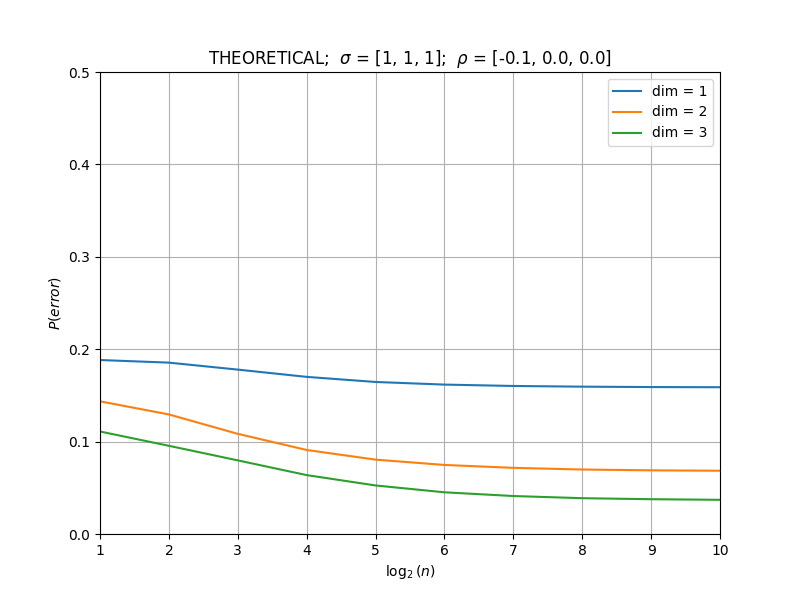 THEORETICAL;  σ = [1, 1, 1];  ρ = [-0.1, 0.0, 0.0]
dim = 1
dim = 2
dim = 3
P(error)
0.5
0.4
0.3
0.2
0.1
0.0
1 2 3 4 5 6 7 8 9 10
log₂ (n)